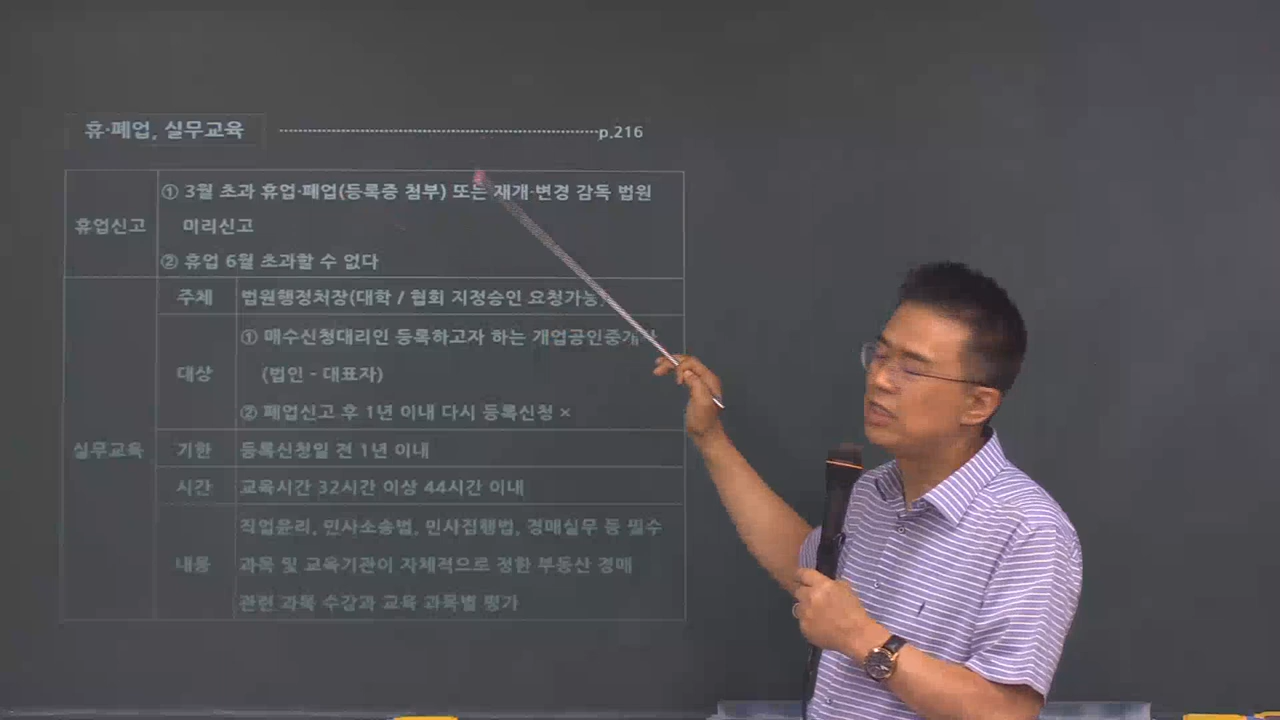 휴·폐업, 실무교육 p.216
① 3월 초과 휴업·폐업(등록증 첨부) 또는 재개·변경 감독 법원
휴업신고 미리신고
② 휴업 6월 초과할 수 없다
주체 법원행정처장(대학 / 협회 지정승인 요청가능)
① 매수신청대리인 등록하고자 하는 개업공인중개사
대상 (법인 - 대표자)
② 폐업신고 후 1년 이내 다시 등록신청 ×
실무교육 기한 등록신청일 전 1년 이내
시간 교육시간 32시간 이상 44시간 이내
직업윤리, 민사소송법, 민사집행법, 경매실무 등 필수
내용 과목 및 교육기관이 자체적으로 정한 부동산 경매
관련 과목 수강과 교육 과목별 평가